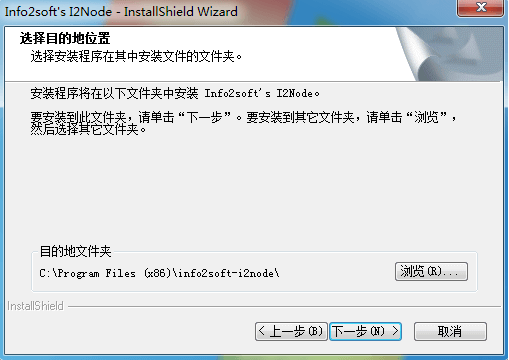 Info2soft's I2Node - InstallShield Wizard
选择目的地位置
选择安装程序在其中安装文件的文件夹。
安装程序将在以下文件夹中安装 Info2soft's I2Node。
要安装到此文件夹，请单击“下一步”。要安装到其它文件夹，请单击“浏览”，
然后选择其它文件夹。
目的地文件夹
C:\Program Files (x86)\info2soft-i2node\
浏览(R)...
InstallShield
< 上一步(B)
下一步(N) >
取消